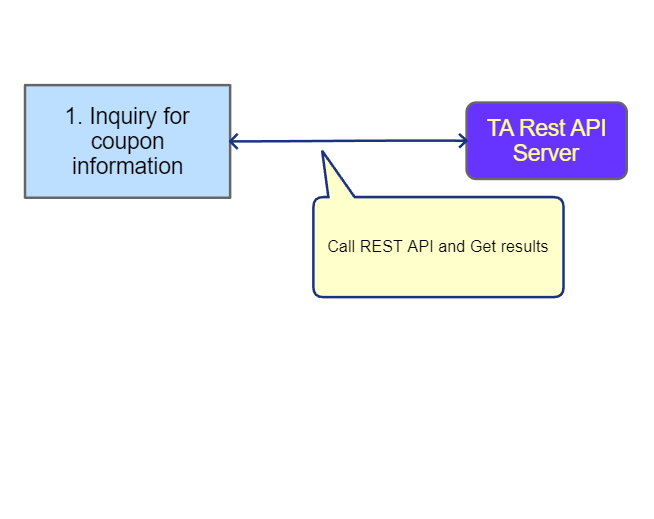 1. Inquiry for
coupon
information
TA Rest API
Server
Call REST API and Get results